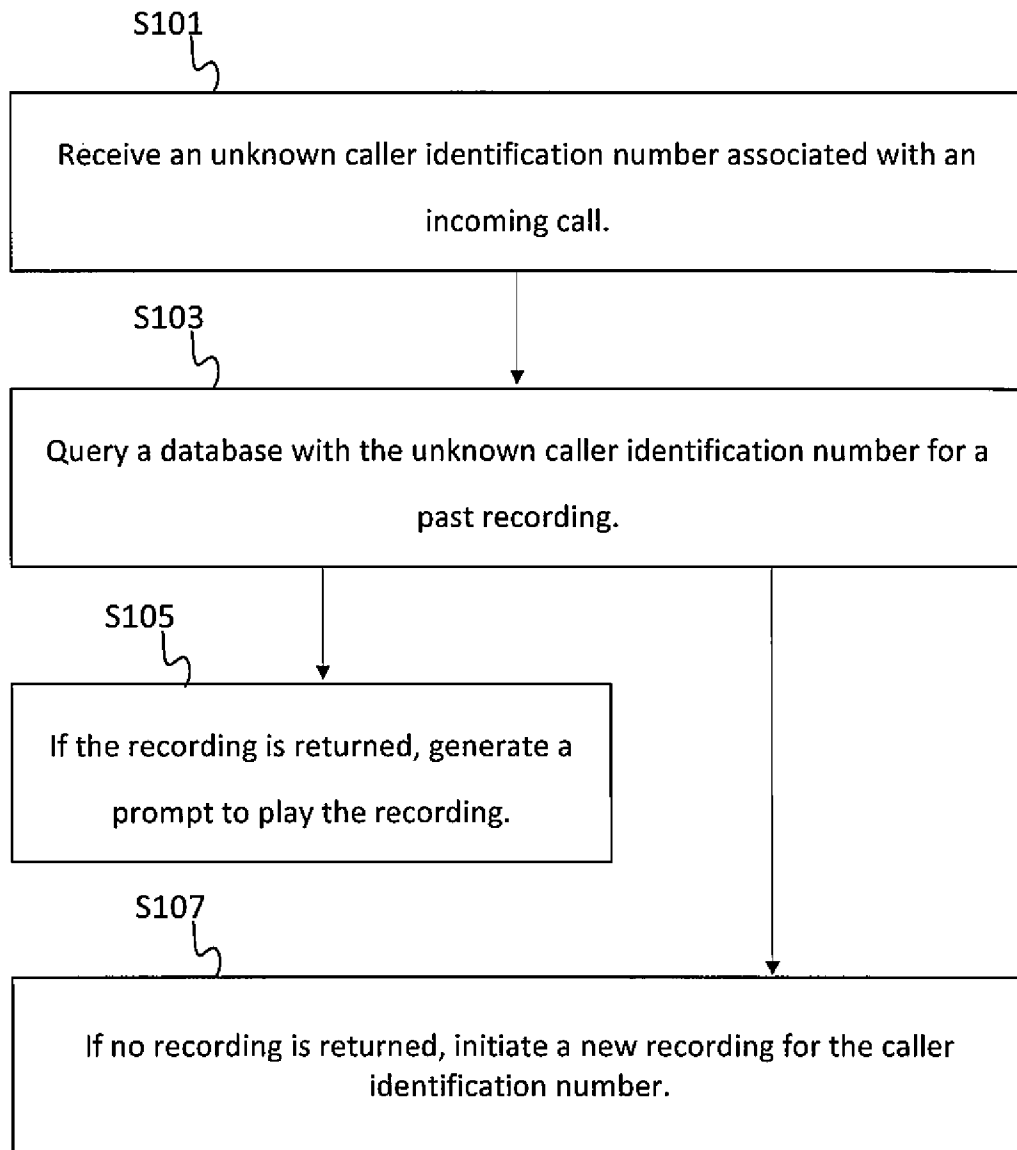 S101
Receive an unknown caller identification number associated with an
incoming call.
S103
Query a database with the unknown caller identification number for a
past recording.
S105
If the recording is returned, generate a
prompt to play the recording.
S107
If no recording is returned, initiate a new recording for the caller
identification number.